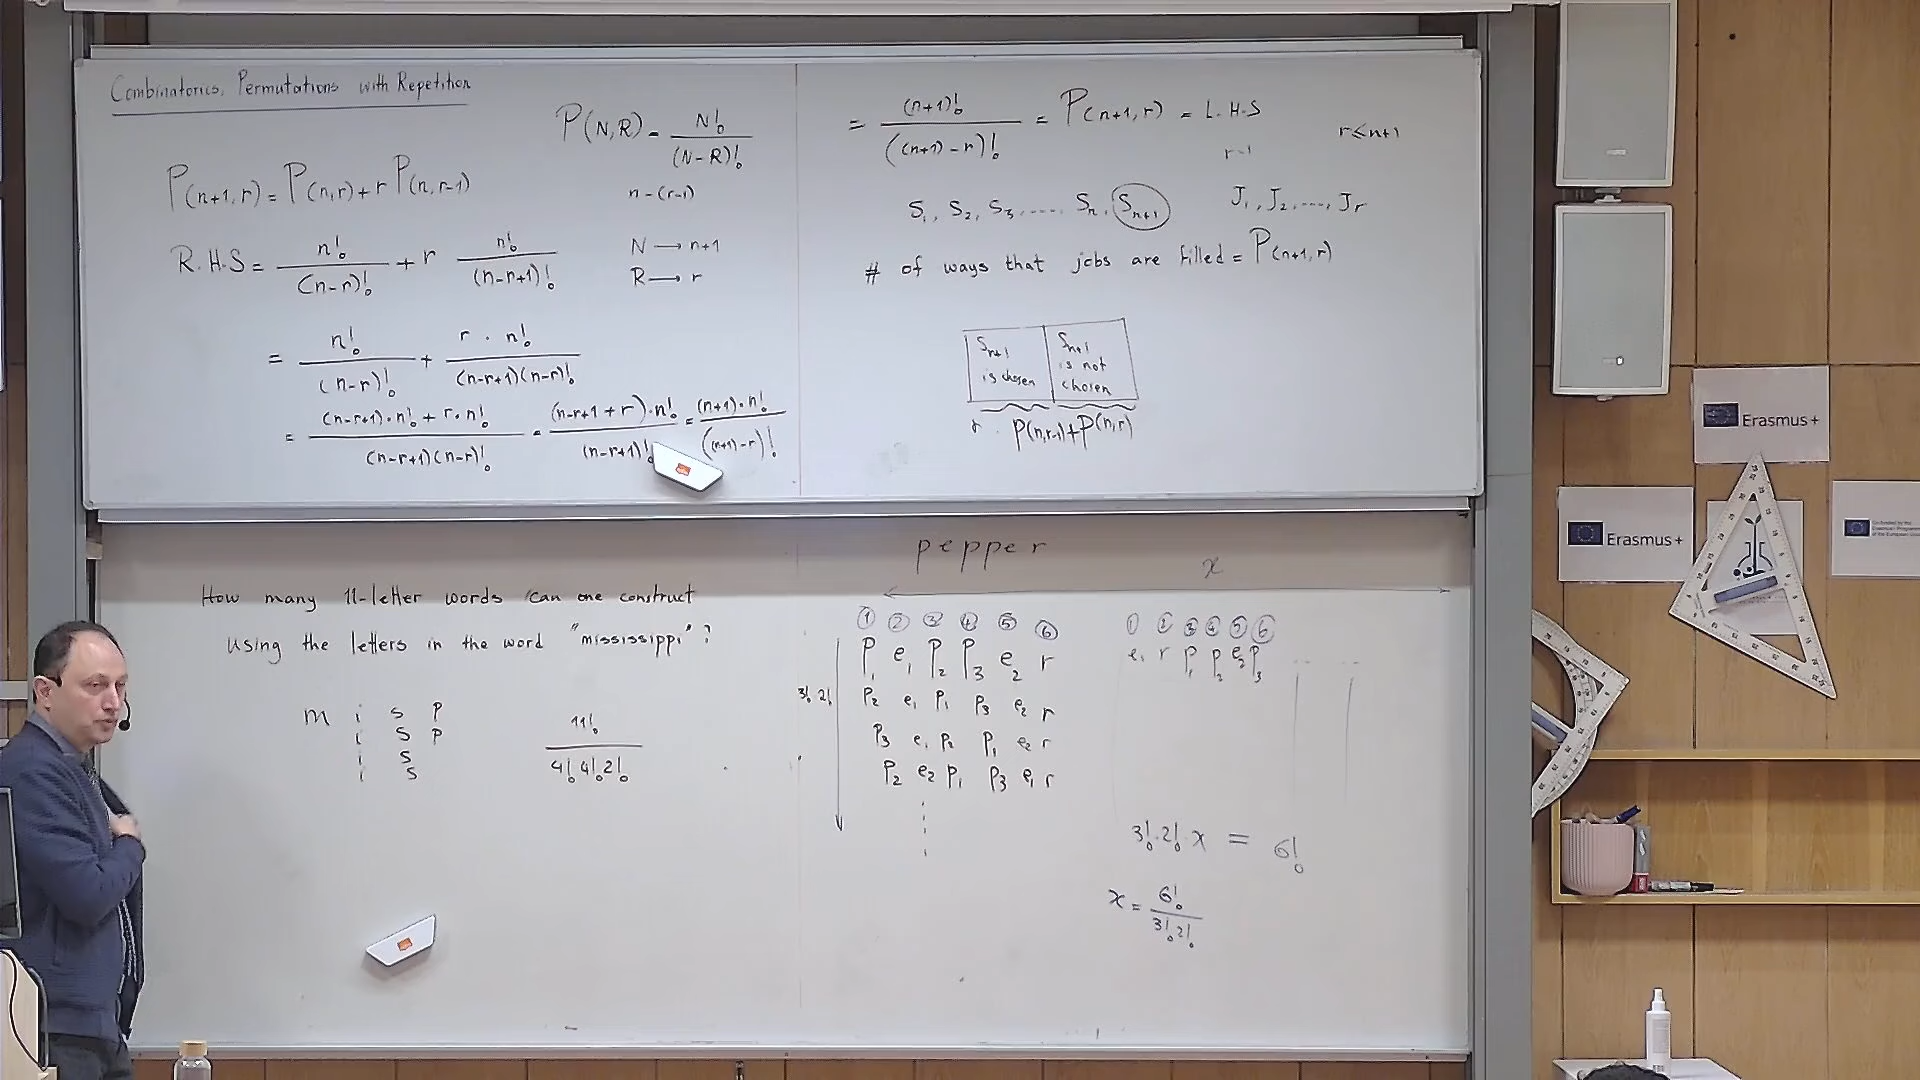 Combinatorics, Permutations with Repetition
P(N,R) = N! / (N-R)!
P(n+1,r) = P(n,r) + r P(n,r-1)
n-(r-1)
R.H.S = n! / (n-r)! + r n! / (n-r+1)!
N → n+1
R → r
= n! / (n-r)! + r · n! / (n-r+1)(n-r)!
= (n-r+1)·n! + r·n! / (n-r+1)(n-r)! = (n-r+1+r)·n! / (n-r+1)! = (n+1)·n! / ((n+1)-r)!
= (n+1)! / ((n+1)-r)! = P(n+1,r) = L.H.S
r≤n+1
r-1
S1, S2, S3, ..... Sn, Sn+1
J1, J2, ...., Jr
# of ways that jobs are filled = P(n+1,r)
Sn+1 is chosen
Sn+1 is not chosen
r · P(n,r-1) + P(n,r)
How many 11-letter words can one construct
using the letters in the word "mississippi"?
m i s p
i s p
i s
i s
11! / 4! 4! 2!
pepper
x
1 2 3 4 5 6
P1 e1 P2 P3 e2 r
3! 2!
P2 e1 P1 P3 e2 r
P3 e1 P2 P1 e2 r
P2 e2 P1 P3 e1 r
1 2 3 4 5 6
e1 r P1 P2 e2 P3
3! · 2! · x = 6!
x = 6! / 3! 2!
Erasmus+
Erasmus+